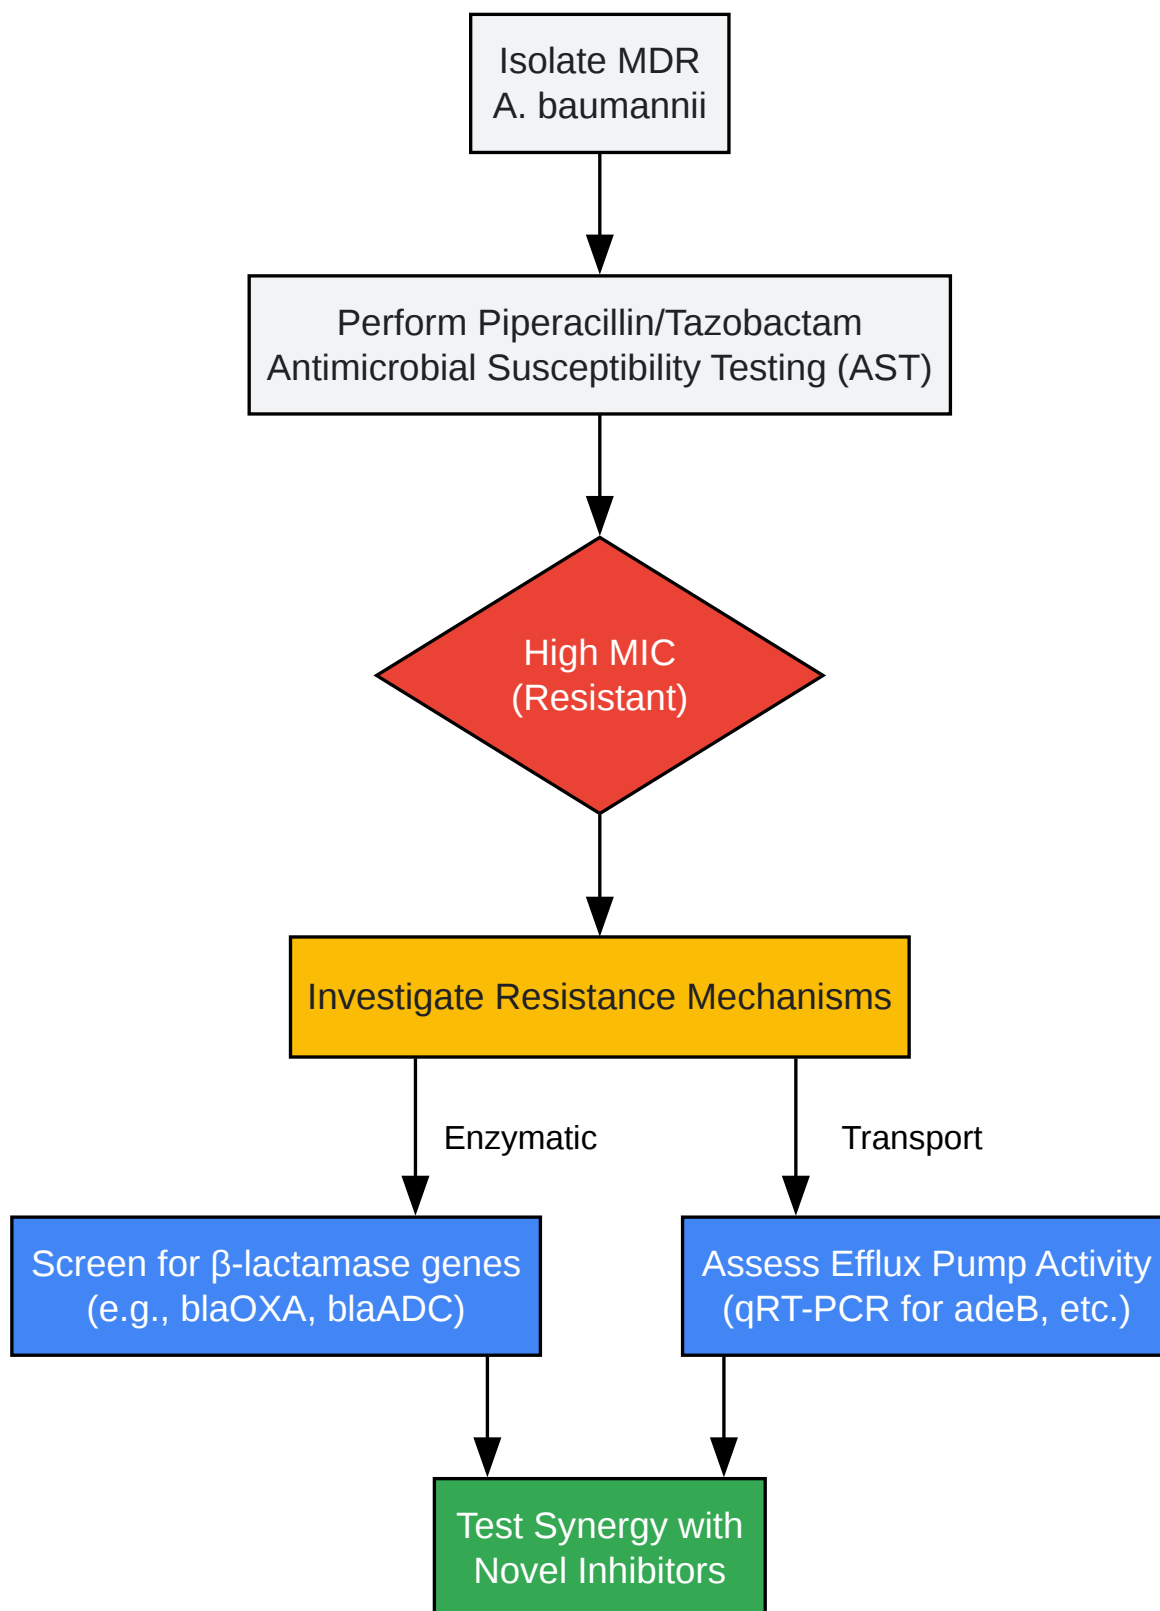 Isolate MDR
A. baumannii
Perform Piperacillin/Tazobactam
Antimicrobial Susceptibility Testing (AST)
High MIC
(Resistant)
Investigate Resistance Mechanisms
Enzymatic
Transport
Screen for β-lactamase genes
(e.g., blaOXA, blaADC)
Assess Efflux Pump Activity
(qRT-PCR for adeB, etc.)
Test Synergy with
Novel Inhibitors